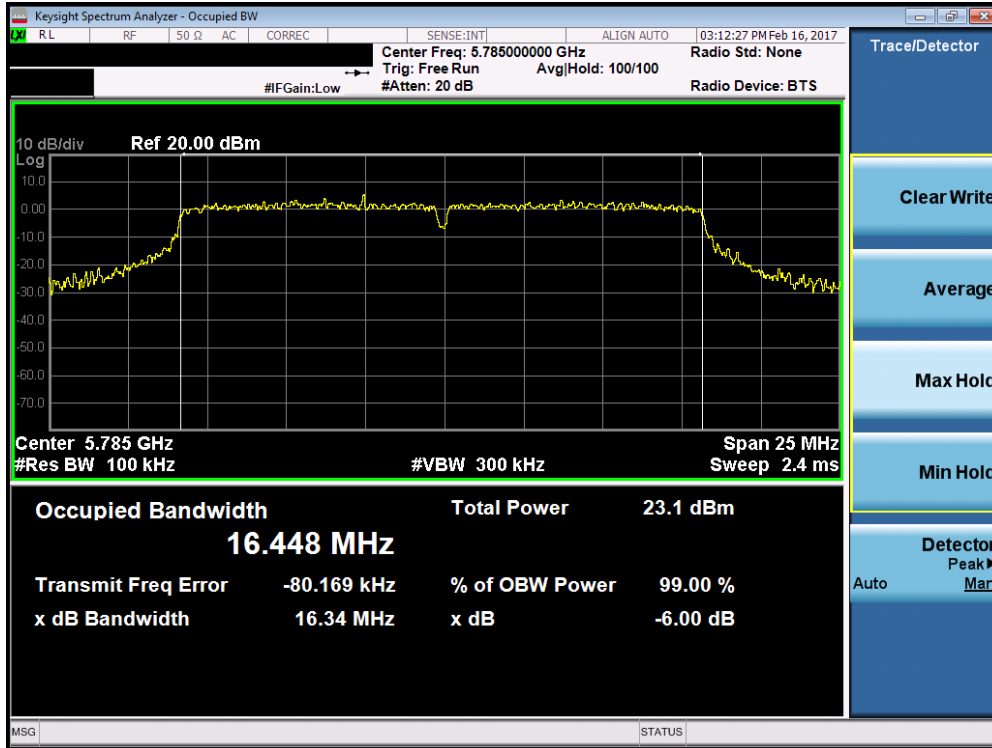 Keysight Spectrum Analyzer - Occupied BW
LXI RL RF 50 Ω AC CORREC SENSE:INT ALIGN AUTO 03:12:27 PM Feb 16, 2017
Center Freq: 5.785000000 GHz Radio Std: None
Trig: Free Run Avg|Hold: 100/100
#IFGain:Low #Atten: 20 dB Radio Device: BTS
Trace/Detector
10 dB/div Ref 20.00 dBm
Log
10.0
0.00
-10.0
-20.0
-30.0
-40.0
-50.0
-60.0
-70.0
Center 5.785 GHz Span 25 MHz
#Res BW 100 kHz #VBW 300 kHz Sweep 2.4 ms
Occupied Bandwidth Total Power 23.1 dBm
16.448 MHz
Transmit Freq Error -80.169 kHz % of OBW Power 99.00 %
x dB Bandwidth 16.34 MHz x dB -6.00 dB
Clear Write
Average
Max Hold
Min Hold
Detector
Peak
Auto Man
MSG STATUS